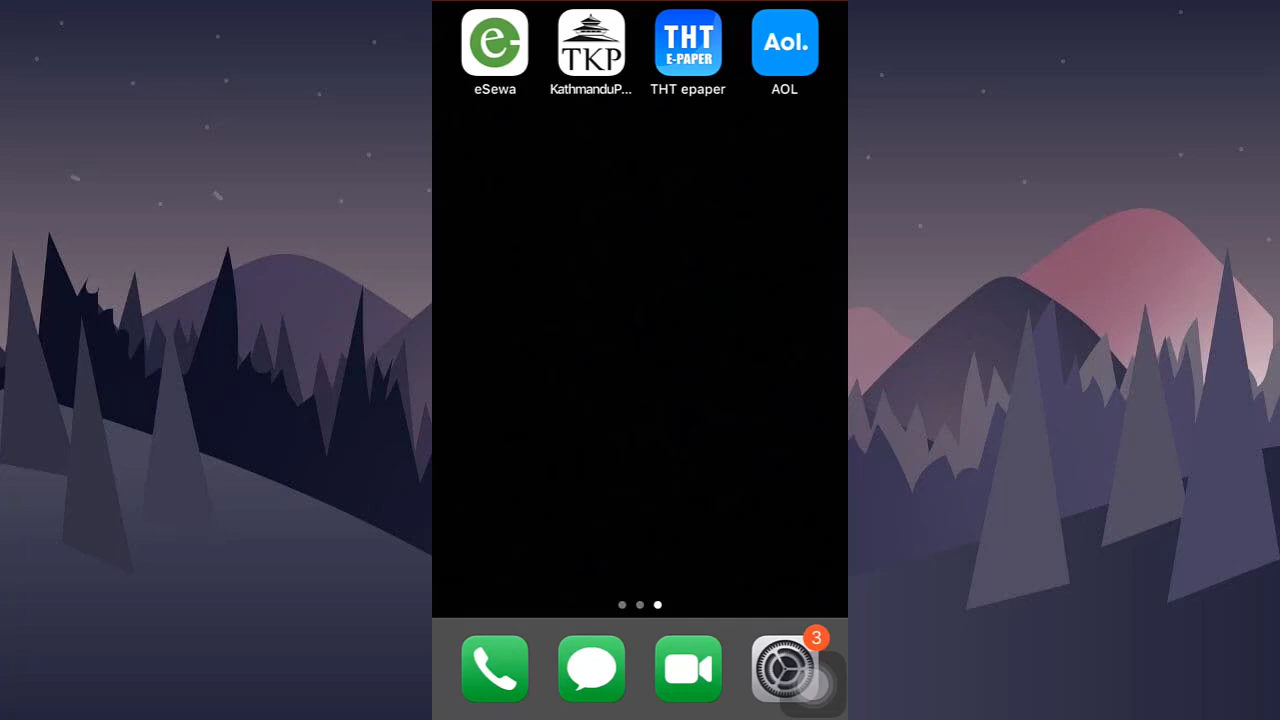 e
TKP
THT
E-PAPER
Aol.
eSewa
KathmanduP...
THT epaper
AOL
3